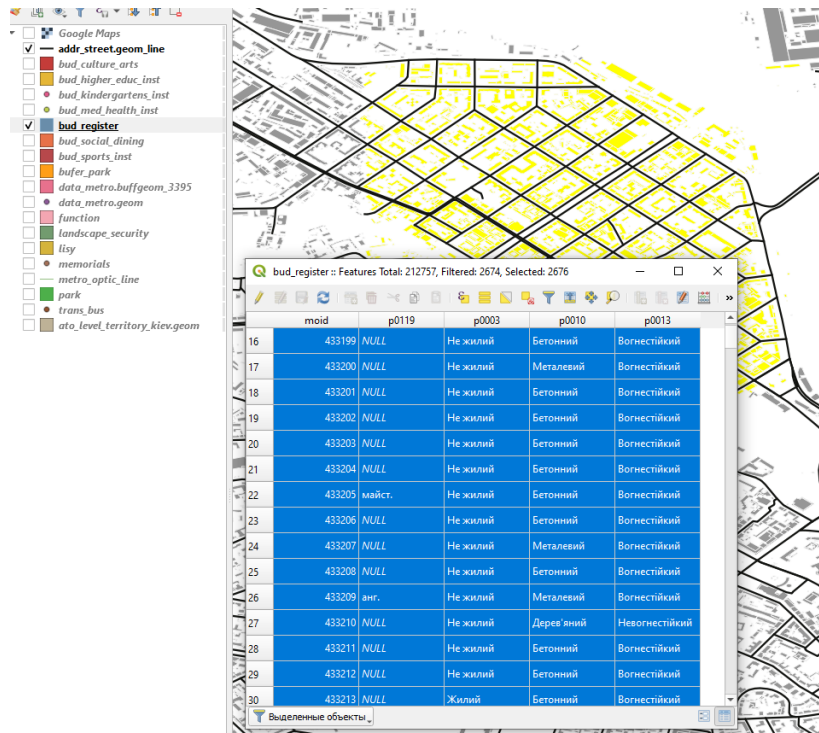 Google Maps
addr_street.geom_line
bud_culture_arts
bud_higher_educ_inst
bud_kindergartens_inst
bud_med_health_inst
bud_register
bud_social_dining
bud_sports_inst
bufer_park
data_metro.buffgeom_3395
data_metro.geom
function
landscape_security
lisy
memorials
metro_optic_line
park
trans_bus
ato_level_territory_kiev.geom
bud_register :: Features Total: 212757, Filtered: 2674, Selected: 2676
moid p0119 p0003 p0010 p0013
16 433199 NULL Не жилий Бетонний Вогнестійкий
17 433200 NULL Не жилий Металевий Вогнестійкий
18 433201 NULL Не жилий Бетонний Вогнестійкий
19 433202 NULL Не жилий Бетонний Вогнестійкий
20 433203 NULL Не жилий Бетонний Вогнестійкий
21 433204 NULL Не жилий Бетонний Вогнестійкий
22 433205 майст. Не жилий Бетонний Вогнестійкий
23 433206 NULL Не жилий Бетонний Вогнестійкий
24 433207 NULL Не жилий Металевий Вогнестійкий
25 433208 NULL Не жилий Бетонний Вогнестійкий
26 433209 анг. Не жилий Металевий Вогнестійкий
27 433210 NULL Не жилий Дерев'яний Невогнестійкий
28 433211 NULL Не жилий Бетонний Вогнестійкий
29 433212 NULL Не жилий Бетонний Вогнестійкий
30 433213 NULL Жилий Бетонний Вогнестійкий
Выделенные объекты